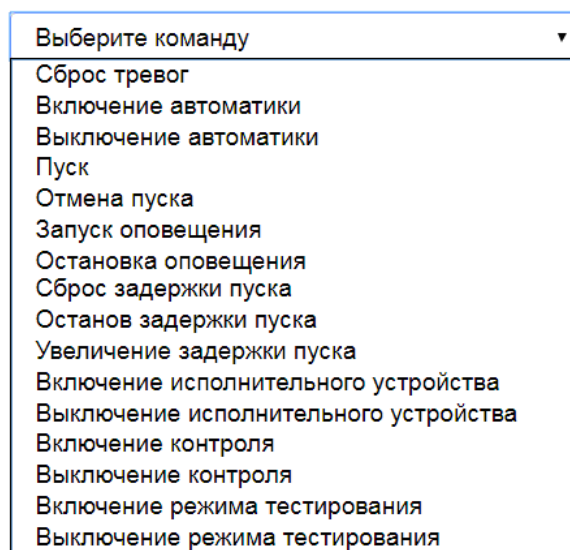 Выберите команду
Сброс тревог
Включение автоматики
Выключение автоматики
Пуск
Отмена пуска
Запуск оповещения
Остановка оповещения
Сброс задержки пуска
Останов задержки пуска
Увеличение задержки пуска
Включение исполнительного устройства
Выключение исполнительного устройства
Включение контроля
Выключение контроля
Включение режима тестирования
Выключение режима тестирования